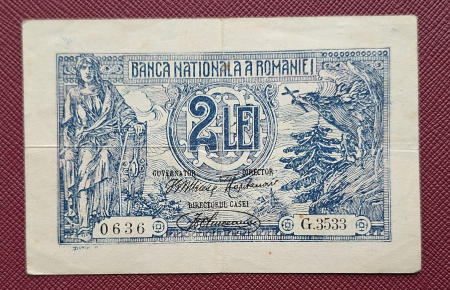 BANCA NATIONALA A ROMANIEI
2 LEI
GUVERNATOR DIRECTOR
DIRECTORUL CASEI
0636 G.3533